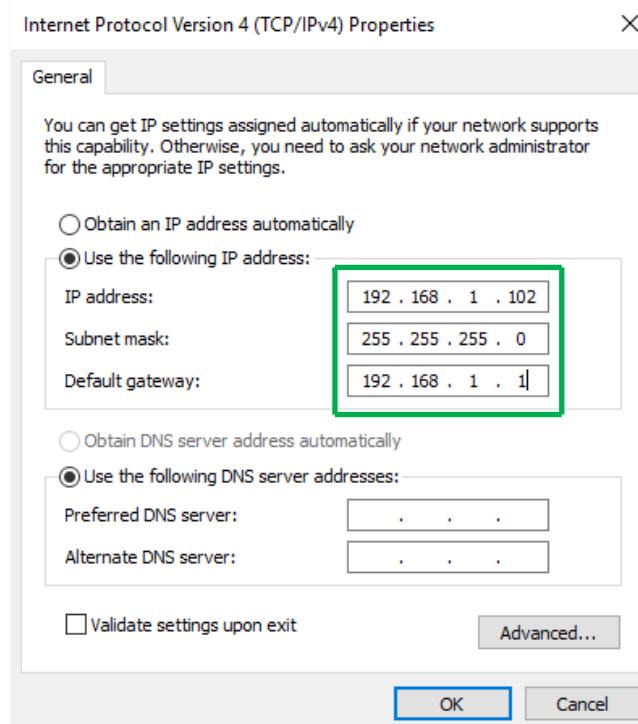 Internet Protocol Version 4 (TCP/IPv4) Properties
General
You can get IP settings assigned automatically if your network supports
this capability. Otherwise, you need to ask your network administrator
for the appropriate IP settings.
Obtain an IP address automatically
Use the following IP address:
IP address: 192 . 168 . 1 . 102
Subnet mask: 255 . 255 . 255 . 0
Default gateway: 192 . 168 . 1 . 1
Obtain DNS server address automatically
Use the following DNS server addresses:
Preferred DNS server: . . .
Alternate DNS server: . . .
Validate settings upon exit
Advanced...
OK Cancel